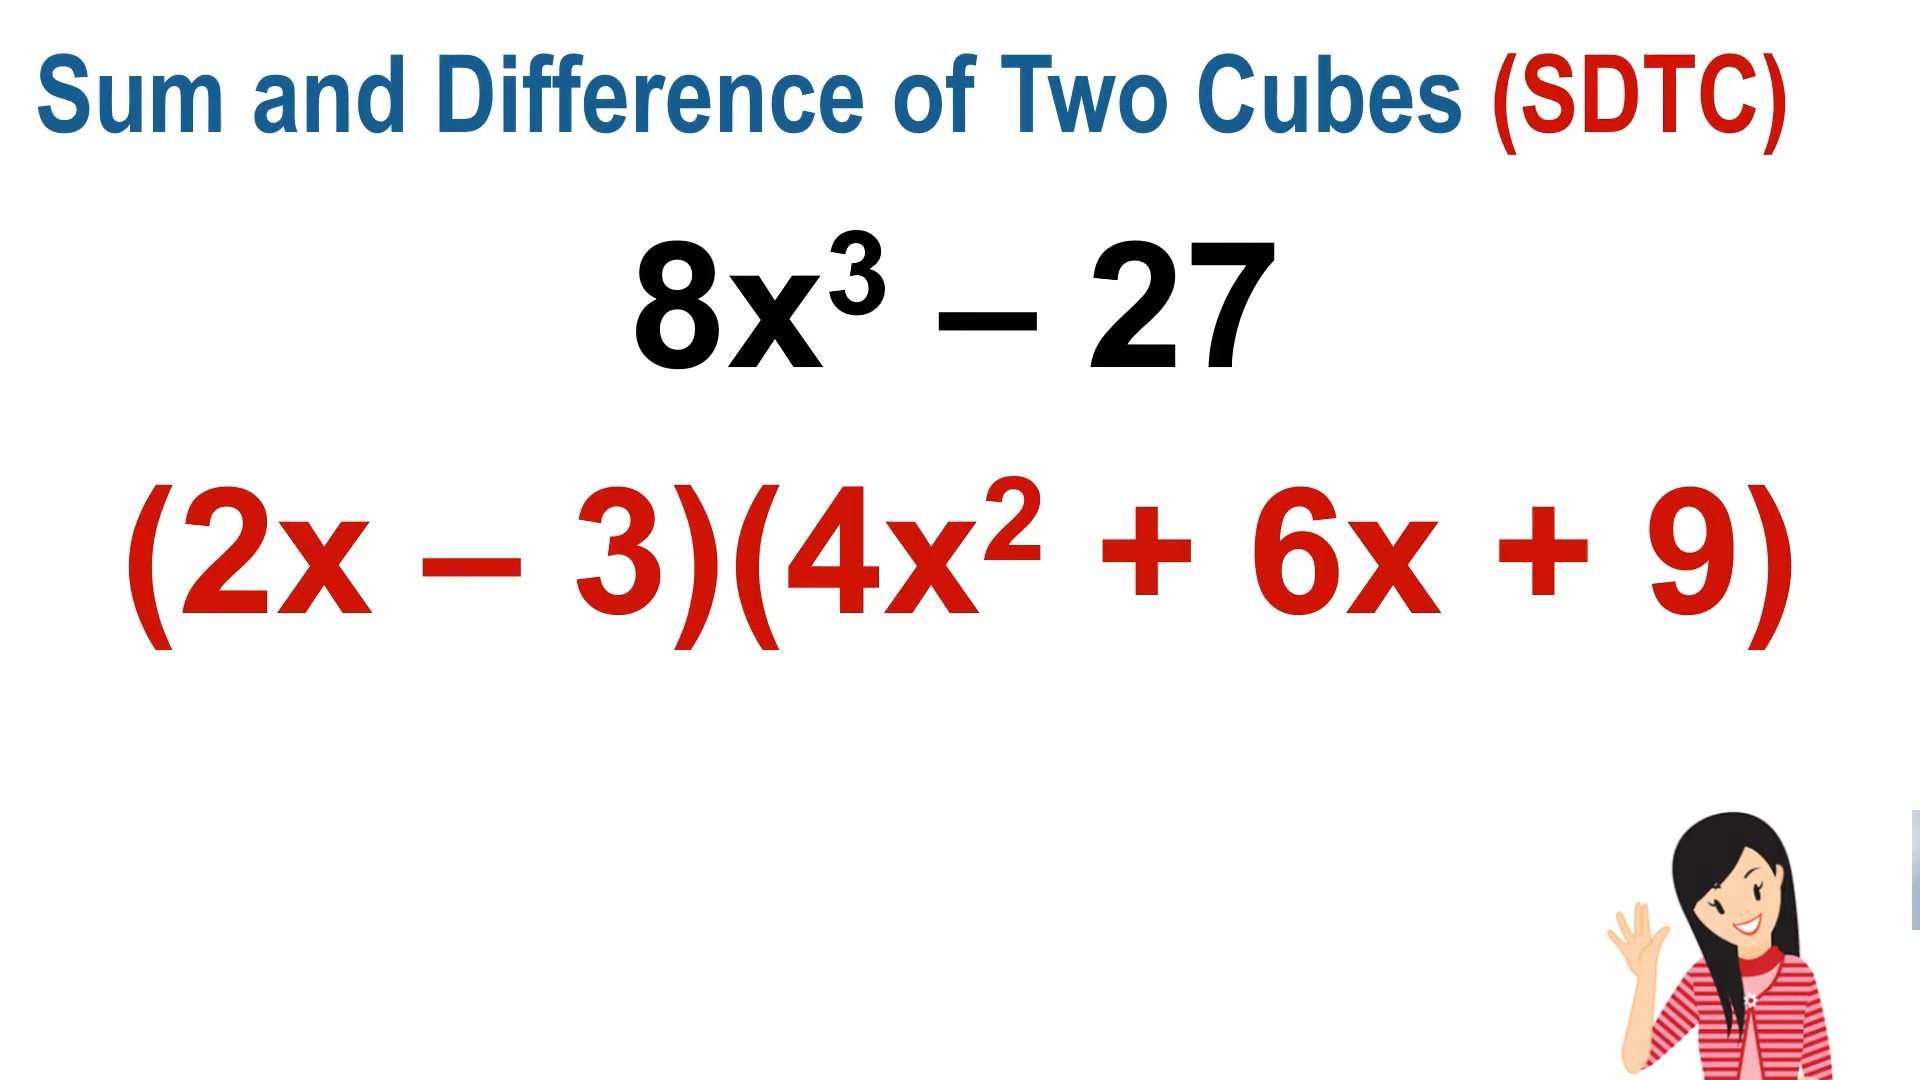 Sum and Difference of Two Cubes (SDTC)
8x³ – 27
(2x – 3)(4x² + 6x + 9)